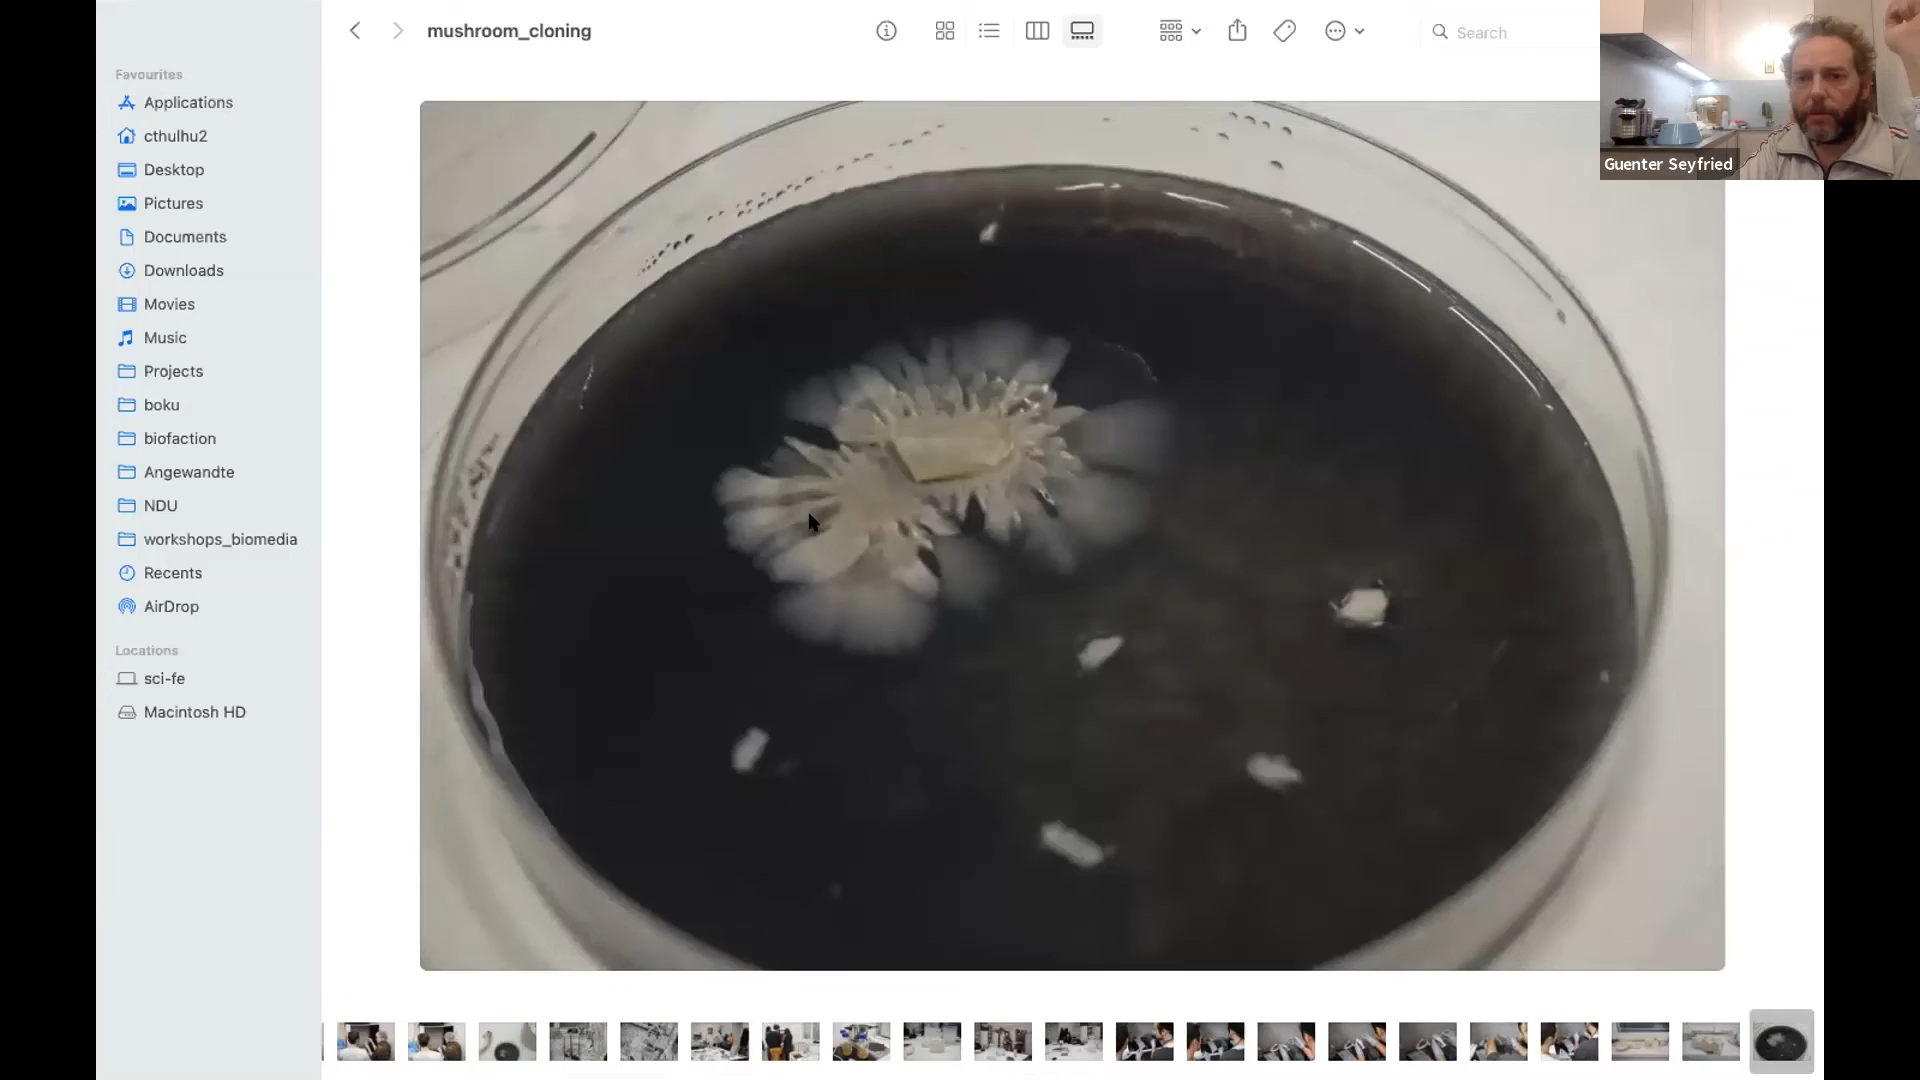 mushroom_cloning
Search
Guenter Seyfried
Favourites
Applications
cthulhu2
Desktop
Pictures
Documents
Downloads
Movies
Music
Projects
boku
biofaction
Angewandte
NDU
workshops_biomedia
Recents
AirDrop
Locations
sci-fe
Macintosh HD